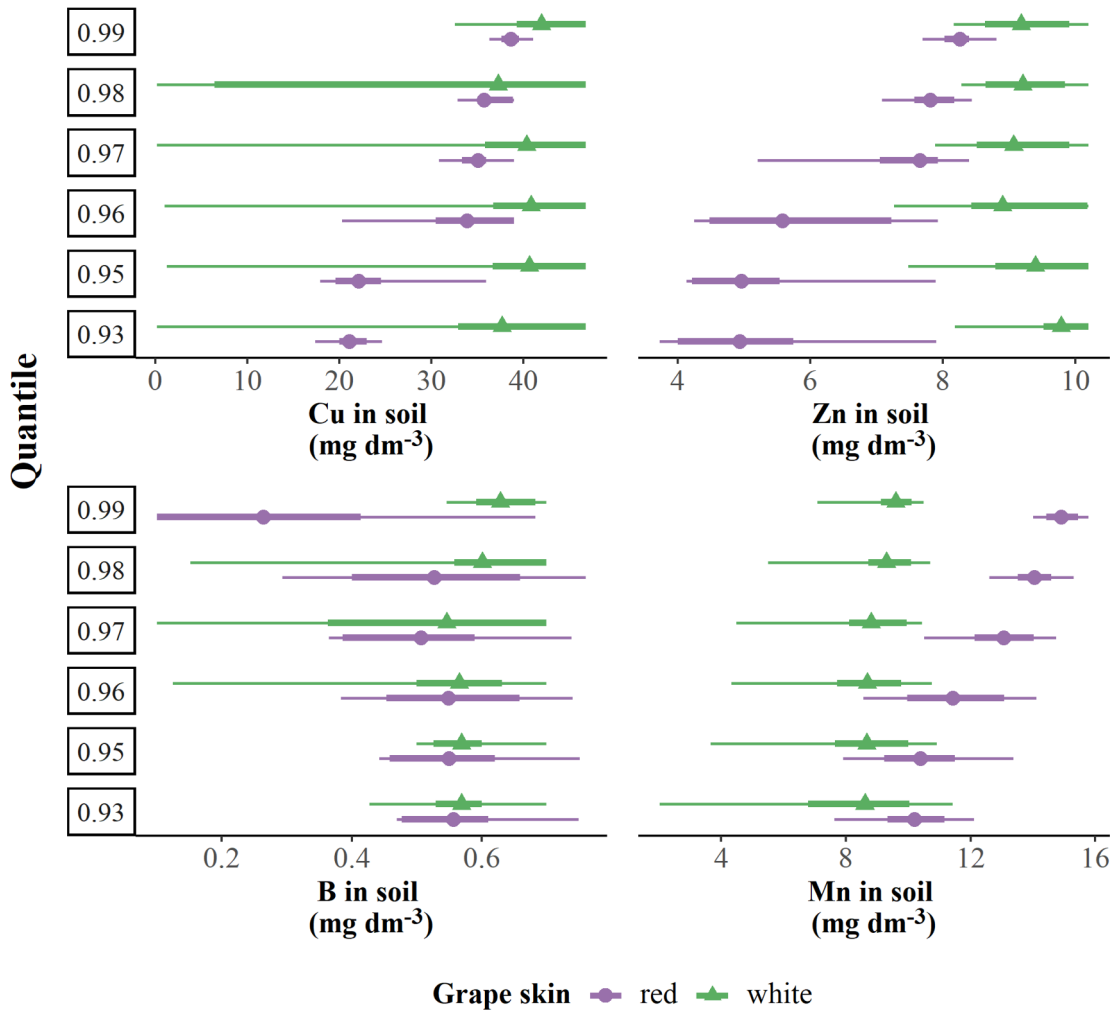 Quantile
0.99
0.98
0.97
0.96
0.95
0.93
0 10 20 30 40
Cu in soil
(mg dm⁻³)
4 6 8 10
Zn in soil
(mg dm⁻³)
0.99
0.98
0.97
0.96
0.95
0.93
0.2 0.4 0.6
B in soil
(mg dm⁻³)
4 8 12 16
Mn in soil
(mg dm⁻³)
Grape skin red white